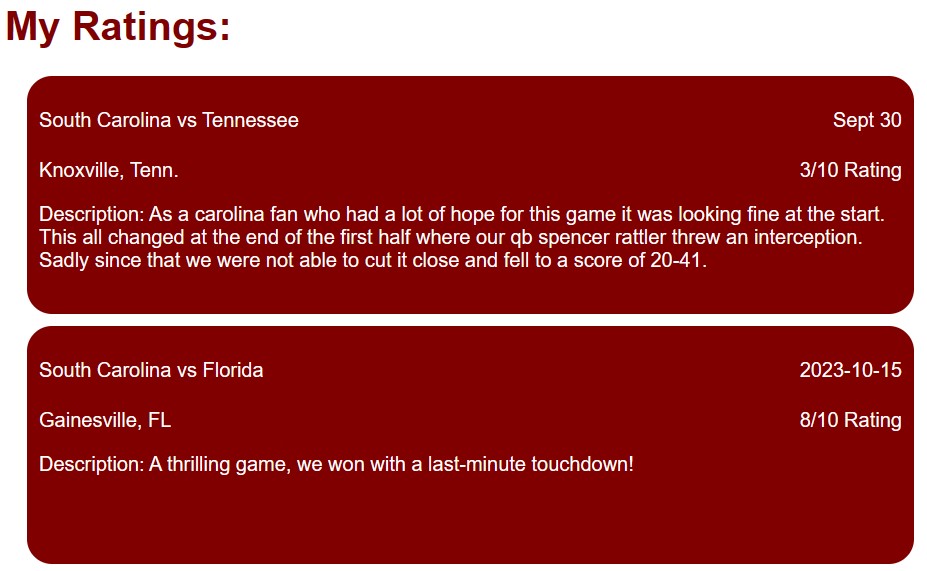 My Ratings:
South Carolina vs Tennessee Sept 30
Knoxville, Tenn. 3/10 Rating
Description: As a carolina fan who had a lot of hope for this game it was looking fine at the start.
This all changed at the end of the first half where our qb spencer rattler threw an interception.
Sadly since that we were not able to cut it close and fell to a score of 20-41.
South Carolina vs Florida 2023-10-15
Gainesville, FL 8/10 Rating
Description: A thrilling game, we won with a last-minute touchdown!